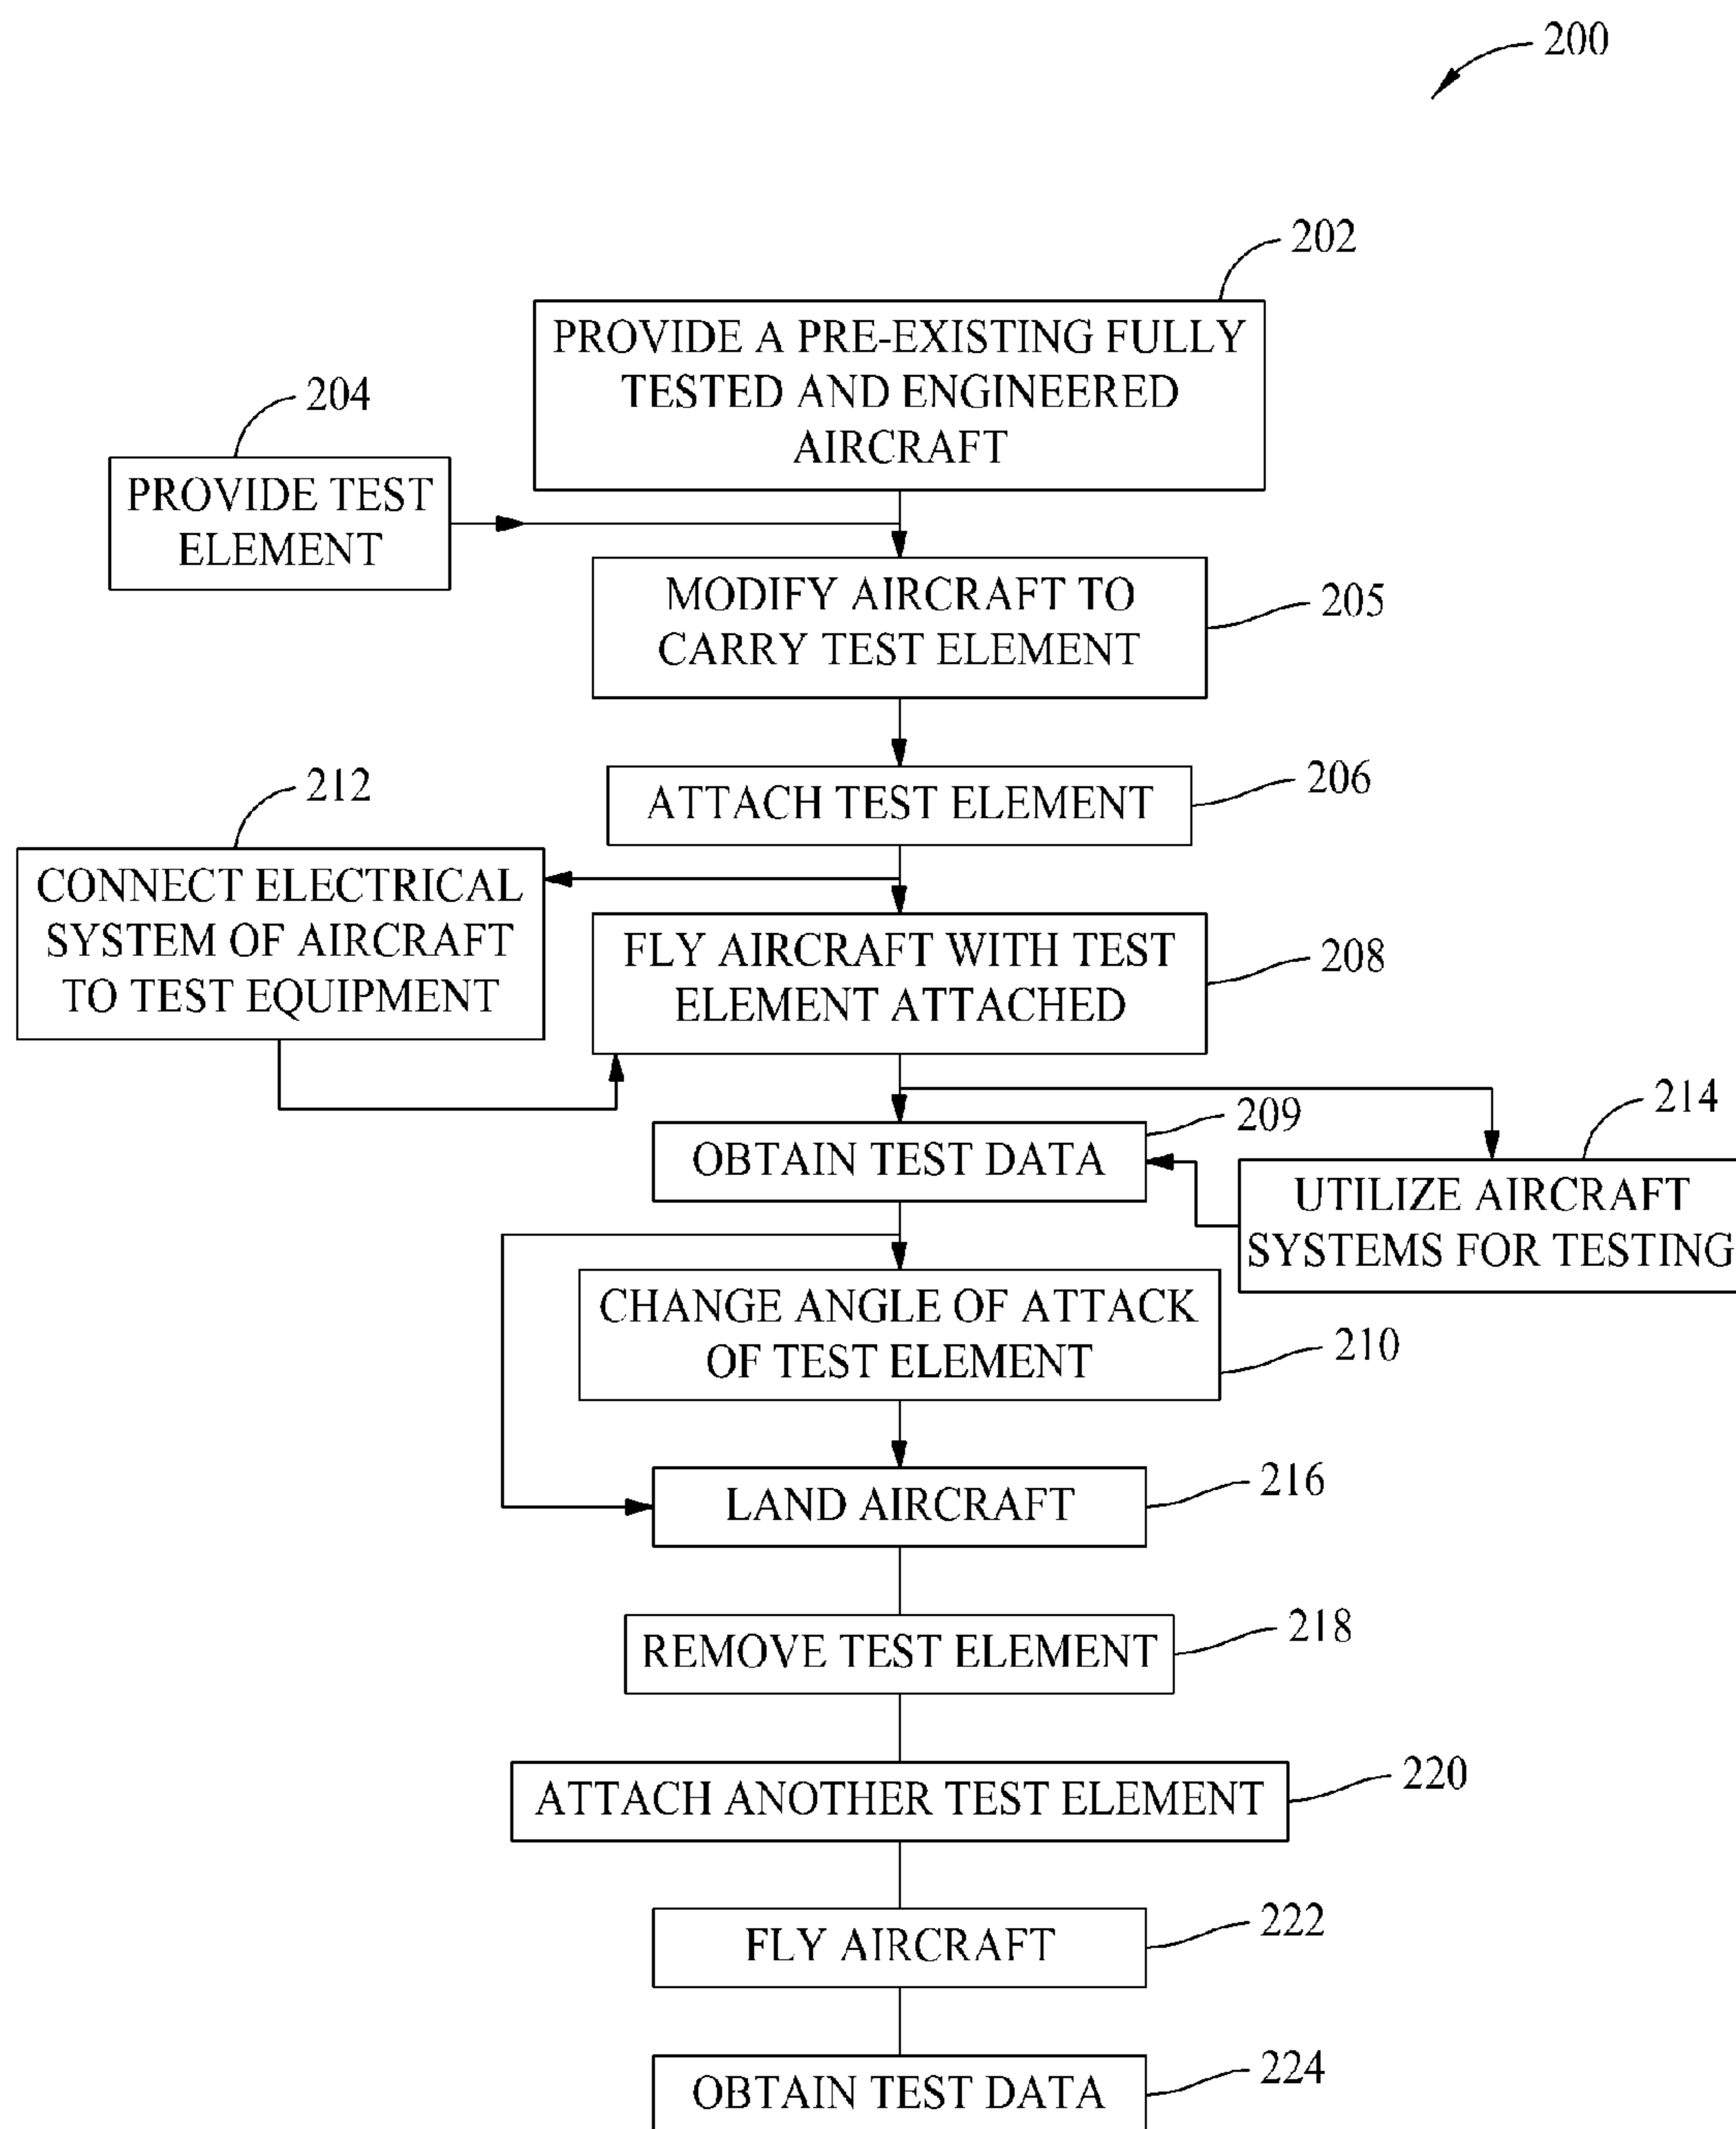 200
202
PROVIDE A PRE-EXISTING FULLY
TESTED AND ENGINEERED
AIRCRAFT
204
PROVIDE TEST
ELEMENT
MODIFY AIRCRAFT TO
CARRY TEST ELEMENT
205
ATTACH TEST ELEMENT
206
212
CONNECT ELECTRICAL
SYSTEM OF AIRCRAFT
TO TEST EQUIPMENT
FLY AIRCRAFT WITH TEST
ELEMENT ATTACHED
208
OBTAIN TEST DATA
209
214
UTILIZE AIRCRAFT
SYSTEMS FOR TESTING
CHANGE ANGLE OF ATTACK
OF TEST ELEMENT
210
LAND AIRCRAFT
216
REMOVE TEST ELEMENT
218
ATTACH ANOTHER TEST ELEMENT
220
FLY AIRCRAFT
222
OBTAIN TEST DATA
224